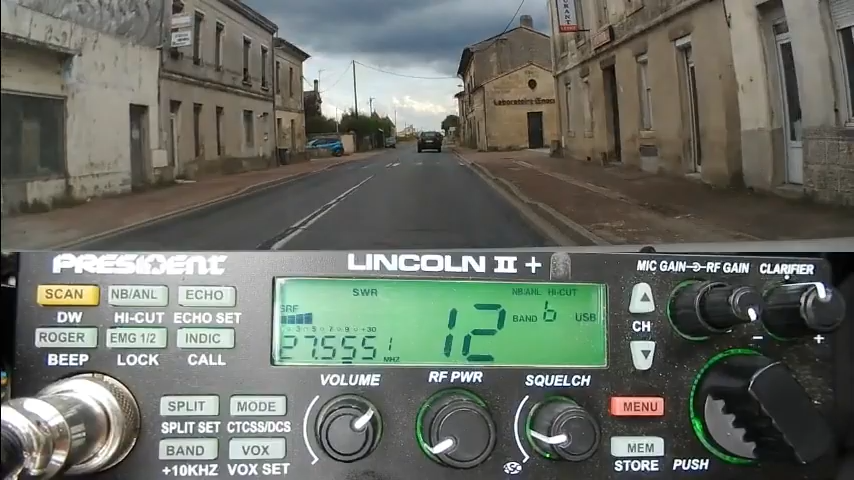 RESTAURANT
PRESIDENT
LINCOLN II +
MIC GAIN RF GAIN CLARIFIER
SCAN NB/ANL ECHO
DW HI-CUT ECHO SET
ROGER EMG 1/2 INDIC
BEEP LOCK CALL
SWR NB/ANL HI-CUT
12 BAND 6 USB
27.555 MHZ
CH
- +
VOLUME RF PWR SQUELCH
SPLIT MODE
SPLIT SET CTCSS/DCS
BAND VOX
+10KHZ VOX SET
MENU
MEM
STORE PUSH